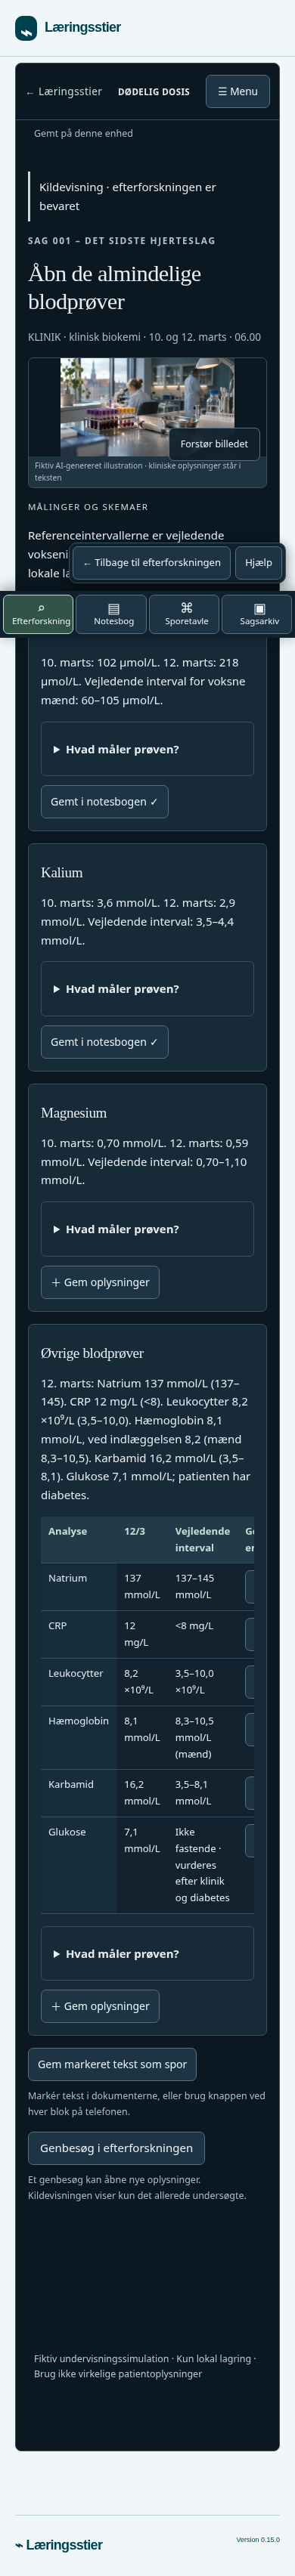 Læringsstier
← Læringsstier
DØDELIG DOSIS
☰ Menu
Gemt på denne enhed
Kildevisning · efterforskningen er
bevaret
SAG 001 – DET SIDSTE HJERTESLAG
Åbn de almindelige
blodprøver
KLINIK · klinisk biokemi · 10. og 12. marts · 06.00
Forstør billedet
Fiktiv AI-genereret illustration · kliniske oplysninger står i
teksten
MÅLINGER OG SKEMAER
Referenceintervallerne er vejledende
← Tilbage til efterforskningen
Hjælp
Efterforskning
Notesbog
Sporetavle
Sagsarkiv
10. marts: 102 µmol/L. 12. marts: 218
µmol/L. Vejledende interval for voksne
mænd: 60–105 µmol/L.
▶ Hvad måler prøven?
Gemt i notesbogen ✓
Kalium
10. marts: 3,6 mmol/L. 12. marts: 2,9
mmol/L. Vejledende interval: 3,5–4,4
mmol/L.
▶ Hvad måler prøven?
Gemt i notesbogen ✓
Magnesium
10. marts: 0,70 mmol/L. 12. marts: 0,59
mmol/L. Vejledende interval: 0,70–1,10
mmol/L.
▶ Hvad måler prøven?
＋ Gem oplysninger
Øvrige blodprøver
12. marts: Natrium 137 mmol/L (137–
145). CRP 12 mg/L (<8). Leukocytter 8,2
×10⁹/L (3,5–10,0). Hæmoglobin 8,1
mmol/L, ved indlæggelsen 8,2 (mænd
8,3–10,5). Karbamid 16,2 mmol/L (3,5–
8,1). Glukose 7,1 mmol/L; patienten har
diabetes.
Analyse 12/3 Vejledende
interval
Natrium 137 137–145
mmol/L mmol/L
CRP 12 <8 mg/L
mg/L
Leukocytter 8,2 3,5–10,0
×10⁹/L ×10⁹/L
Hæmoglobin 8,1 8,3–10,5
mmol/L mmol/L
(mænd)
Karbamid 16,2 3,5–8,1
mmol/L mmol/L
Glukose 7,1 Ikke
mmol/L fastende ·
vurderes
efter klinik
og diabetes
▶ Hvad måler prøven?
＋ Gem oplysninger
Gem markeret tekst som spor
Markér tekst i dokumenterne, eller brug knappen ved
hver blok på telefonen.
Genbesøg i efterforskningen
Et genbesøg kan åbne nye oplysninger.
Kildevisningen viser kun det allerede undersøgte.
Fiktiv undervisningssimulation · Kun lokal lagring ·
Brug ikke virkelige patientoplysninger
Læringsstier
Version 0.15.0